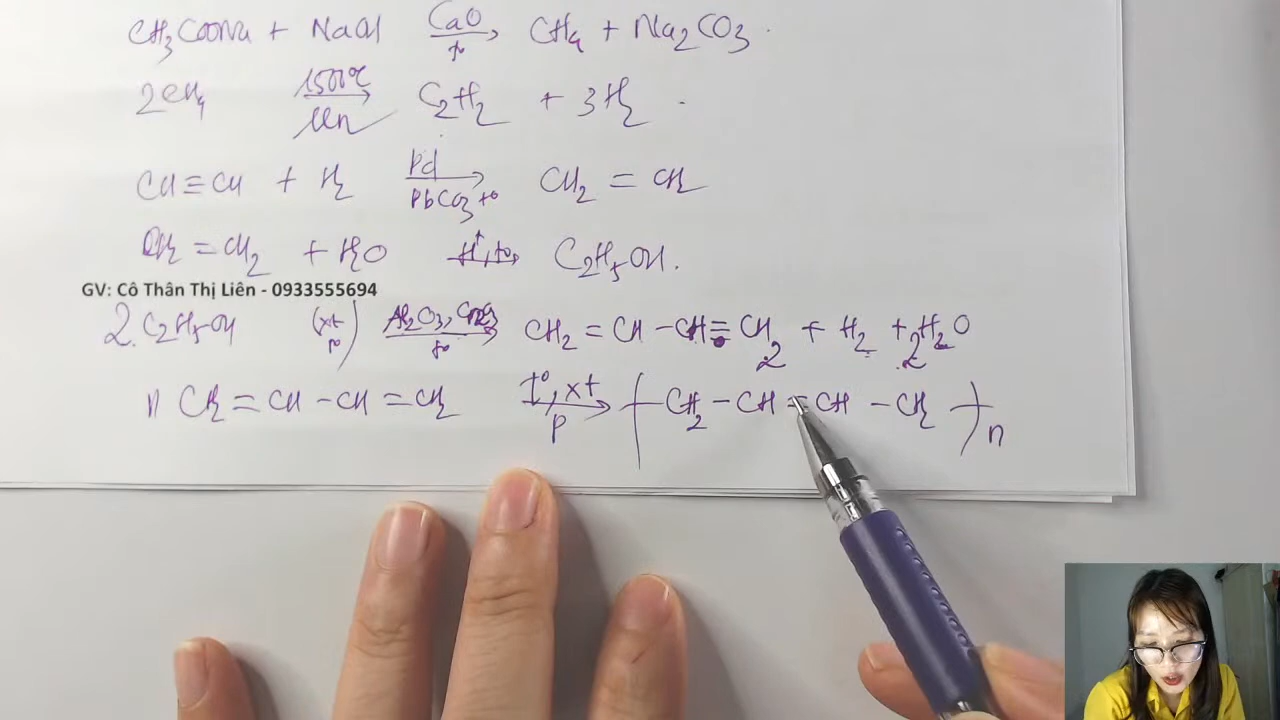 CH3COONa + NaOH CaO t° → CH4 + Na2CO3
2CH4 1500°C lln → C2H2 + 3H2
CH≡CH + H2 Pd PbCO3 t° → CH2 = CH2
CH2 = CH2 + H2O H+, t° → C2H5OH.
GV: Cô Thân Thị Liên - 0933555694
2. C2H5OH (xt p) Al2O3, t° → CH2 = CH - CH = CH2 + H2 + 2H2O
n CH2 = CH - CH = CH2 t°, xt p → ( CH2 - CH = CH - CH2 )n